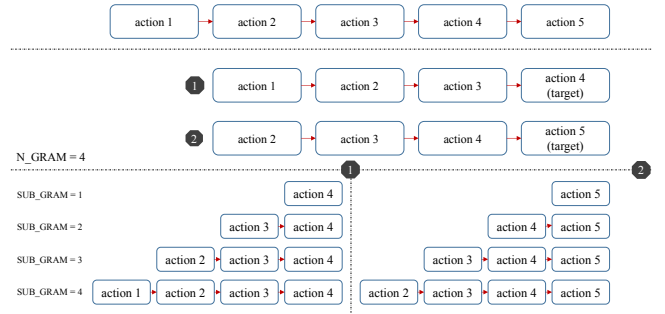 action 1 action 2 action 3 action 4 action 5
1 action 1 action 2 action 3 action 4
(target)
2 action 2 action 3 action 4 action 5
(target)
N_GRAM = 4
1 2
SUB_GRAM = 1 action 4 action 5
SUB_GRAM = 2 action 3 action 4 action 4 action 5
SUB_GRAM = 3 action 2 action 3 action 4 action 3 action 4 action 5
SUB_GRAM = 4 action 1 action 2 action 3 action 4 action 2 action 3 action 4 action 5